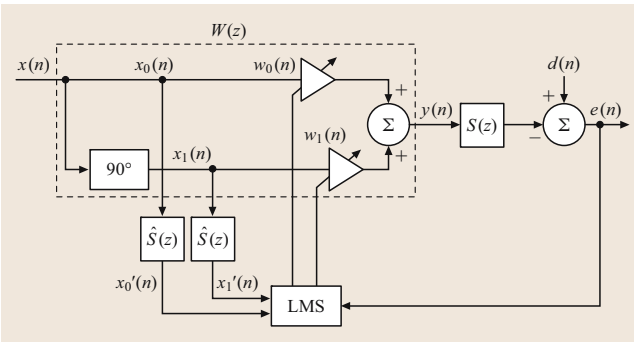 W(z)
x(n) x₀(n) w₀(n) d(n)
+ +
Σ y(n) S(z) − Σ e(n)
w₁(n)
+
90° x₁(n)
Ŝ(z) Ŝ(z)
x₀′(n) x₁′(n)
LMS